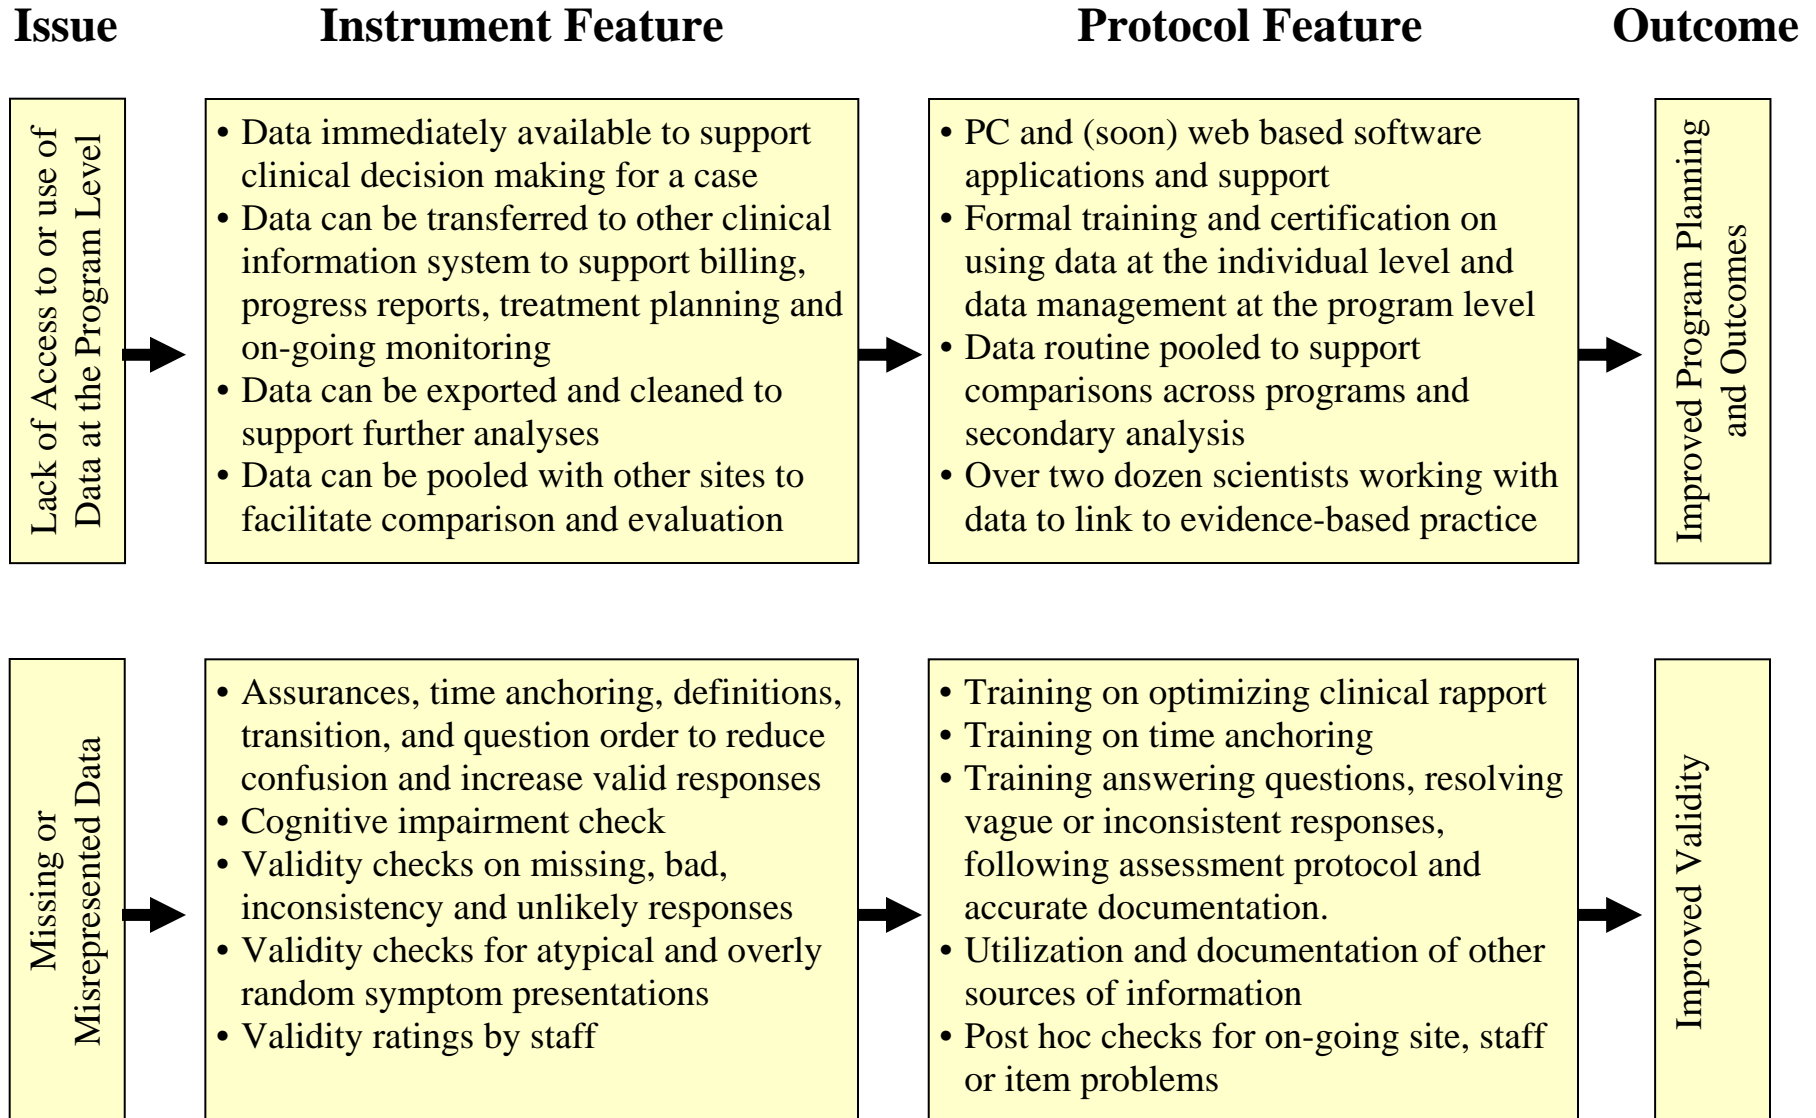 Issue
Instrument Feature
Protocol Feature
Outcome
Lack of Access to or use of
Data at the Program Level
• Data immediately available to support
clinical decision making for a case
• Data can be transferred to other clinical
information system to support billing,
progress reports, treatment planning and
on-going monitoring
• Data can be exported and cleaned to
support further analyses
• Data can be pooled with other sites to
facilitate comparison and evaluation
• PC and (soon) web based software
applications and support
• Formal training and certification on
using data at the individual level and
data management at the program level
• Data routine pooled to support
comparisons across programs and
secondary analysis
• Over two dozen scientists working with
data to link to evidence-based practice
Improved Program Planning
and Outcomes
Missing or
Misrepresented Data
• Assurances, time anchoring, definitions,
transition, and question order to reduce
confusion and increase valid responses
• Cognitive impairment check
• Validity checks on missing, bad,
inconsistency and unlikely responses
• Validity checks for atypical and overly
random symptom presentations
• Validity ratings by staff
• Training on optimizing clinical rapport
• Training on time anchoring
• Training answering questions, resolving
vague or inconsistent responses,
following assessment protocol and
accurate documentation.
• Utilization and documentation of other
sources of information
• Post hoc checks for on-going site, staff
or item problems
Improved Validity